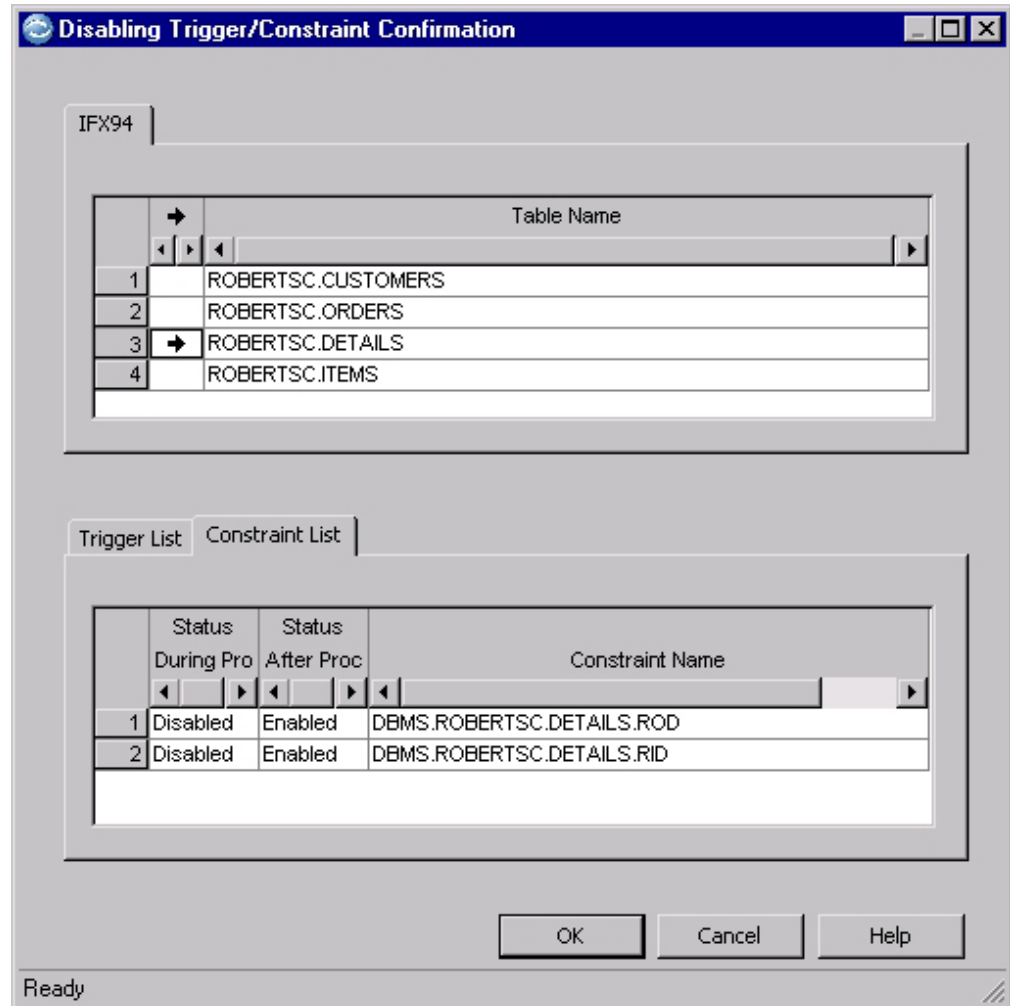 Disabling Trigger/Constraint Confirmation
IFX94
Table Name
1 ROBERTSC.CUSTOMERS
2 ROBERTSC.ORDERS
3 ROBERTSC.DETAILS
4 ROBERTSC.ITEMS
Trigger List Constraint List
Status Status
During Pro After Proc Constraint Name
1 Disabled Enabled DBMS.ROBERTSC.DETAILS.ROD
2 Disabled Enabled DBMS.ROBERTSC.DETAILS.RID
OK Cancel Help
Ready